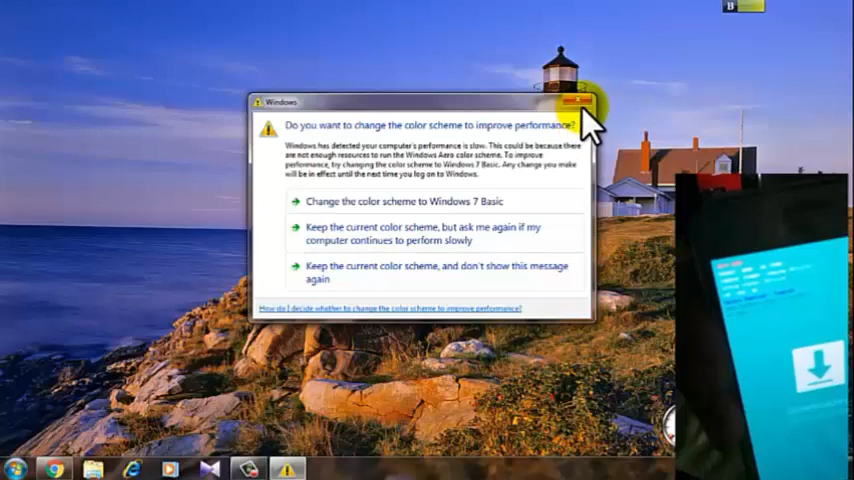 B
Windows
Do you want to change the color scheme to improve performance?
Windows has detected your computer's performance is slow. This could be because there
are not enough resources to run the Windows Aero color scheme. To improve
performance, try changing the color scheme to Windows 7 Basic. Any change you make
will be in effect until the next time you log on to Windows.
Change the color scheme to Windows 7 Basic
Keep the current color scheme, but ask me again if my
computer continues to perform slowly
Keep the current color scheme, and don't show this message
again
How do I decide whether to change the color scheme to improve performance?